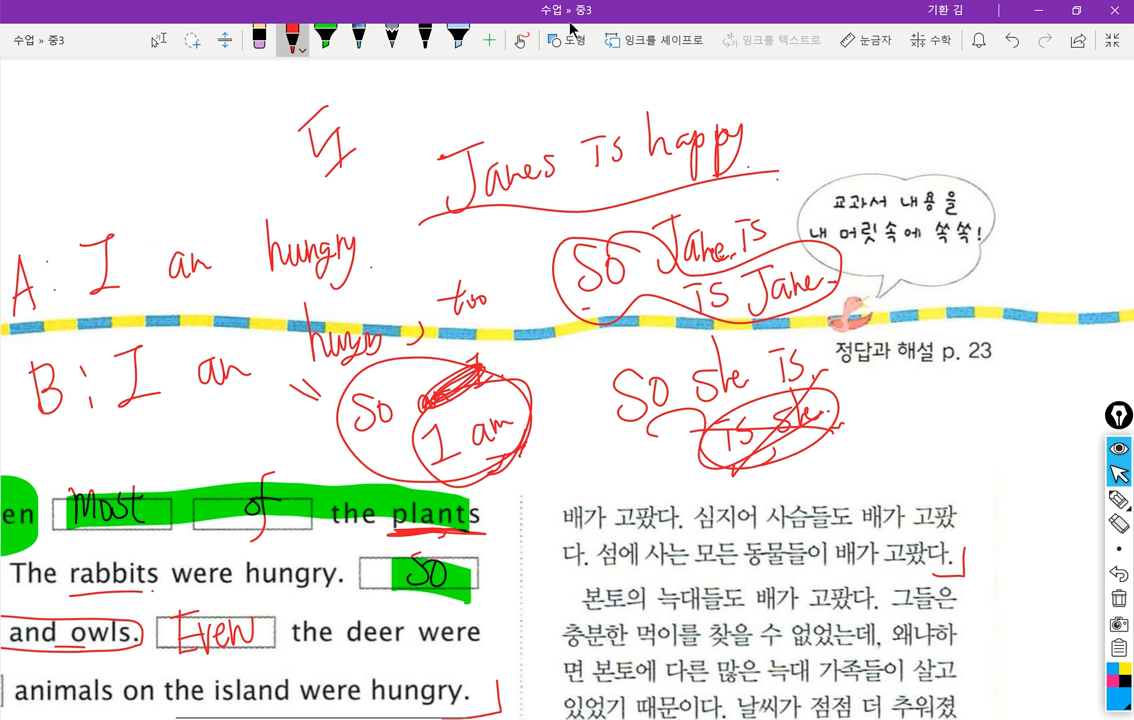 수업 » 중3
기환 김
수업 » 중3
도형
잉크를 셰이프로
잉크를 텍스트로
눈금자
수학
Janes is happy
교과서 내용을
내 머릿속에 쏙쏙!
A: I am hungry.
So Jane is
is Jane
too
B: I am hungry,
정답과 해설 p. 23
So she is
So
I am
is she
en Most of the plants
The rabbits were hungry. So
and owls. Even the deer were
animals on the island were hungry.
배가 고팠다. 심지어 사슴들도 배가 고팠
다. 섬에 사는 모든 동물들이 배가 고팠다.
본토의 늑대들도 배가 고팠다. 그들은
충분한 먹이를 찾을 수 없었는데, 왜냐하
면 본토에 다른 많은 늑대 가족들이 살고
있었기 때문이다. 날씨가 점점 더 추워졌